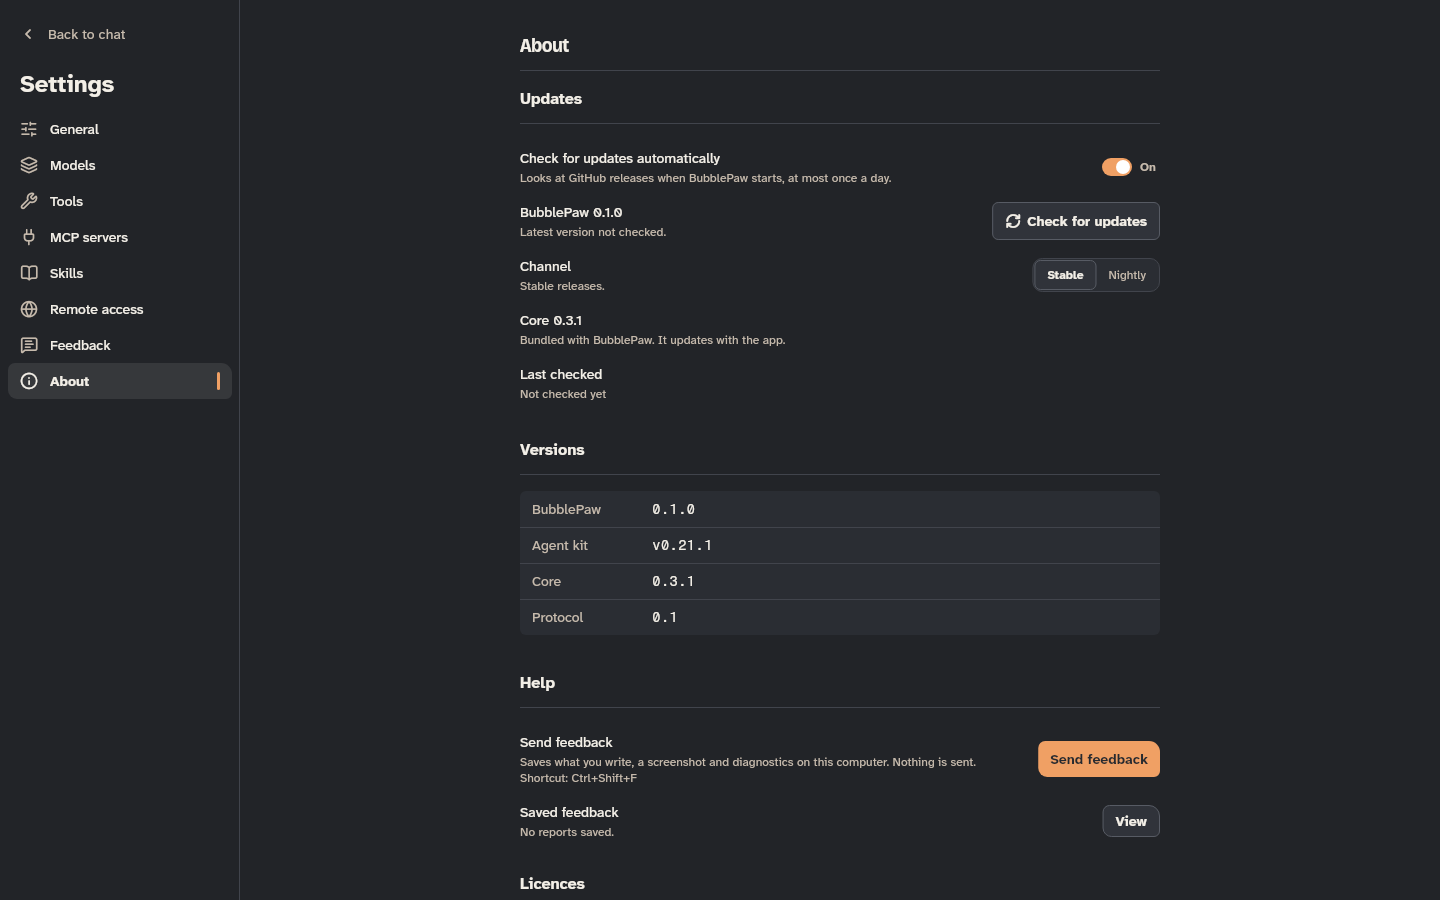 Back to chat
Settings
General
Models
Tools
MCP servers
Skills
Remote access
Feedback
About
About
Updates
Check for updates automatically
Looks at GitHub releases when BubblePaw starts, at most once a day.
On
BubblePaw 0.1.0
Latest version not checked.
Check for updates
Channel
Stable releases.
Stable
Nightly
Core 0.3.1
Bundled with BubblePaw. It updates with the app.
Last checked
Not checked yet
Versions
BubblePaw 0.1.0
Agent kit v0.21.1
Core 0.3.1
Protocol 0.1
Help
Send feedback
Saves what you write, a screenshot and diagnostics on this computer. Nothing is sent.
Shortcut: Ctrl+Shift+F
Send feedback
Saved feedback
No reports saved.
View
Licences